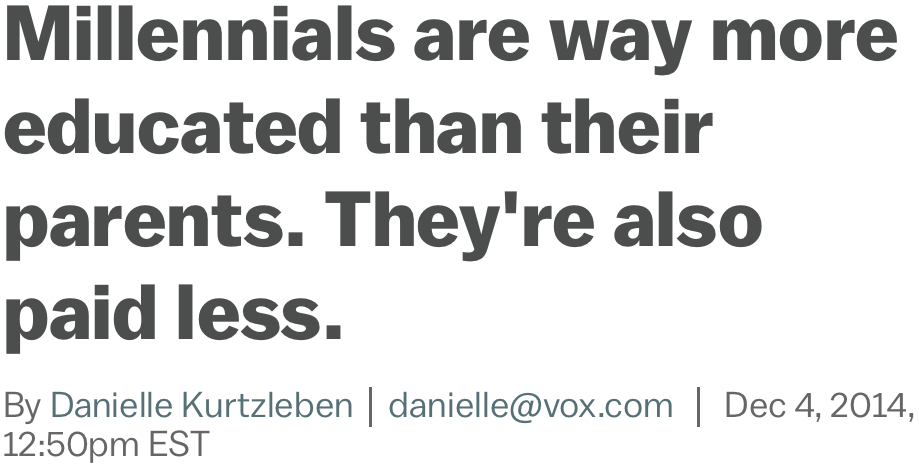 Millennials are way more
educated than their
parents. They're also
paid less.
By Danielle Kurtzleben | danielle@vox.com | Dec 4, 2014,
12:50pm EST